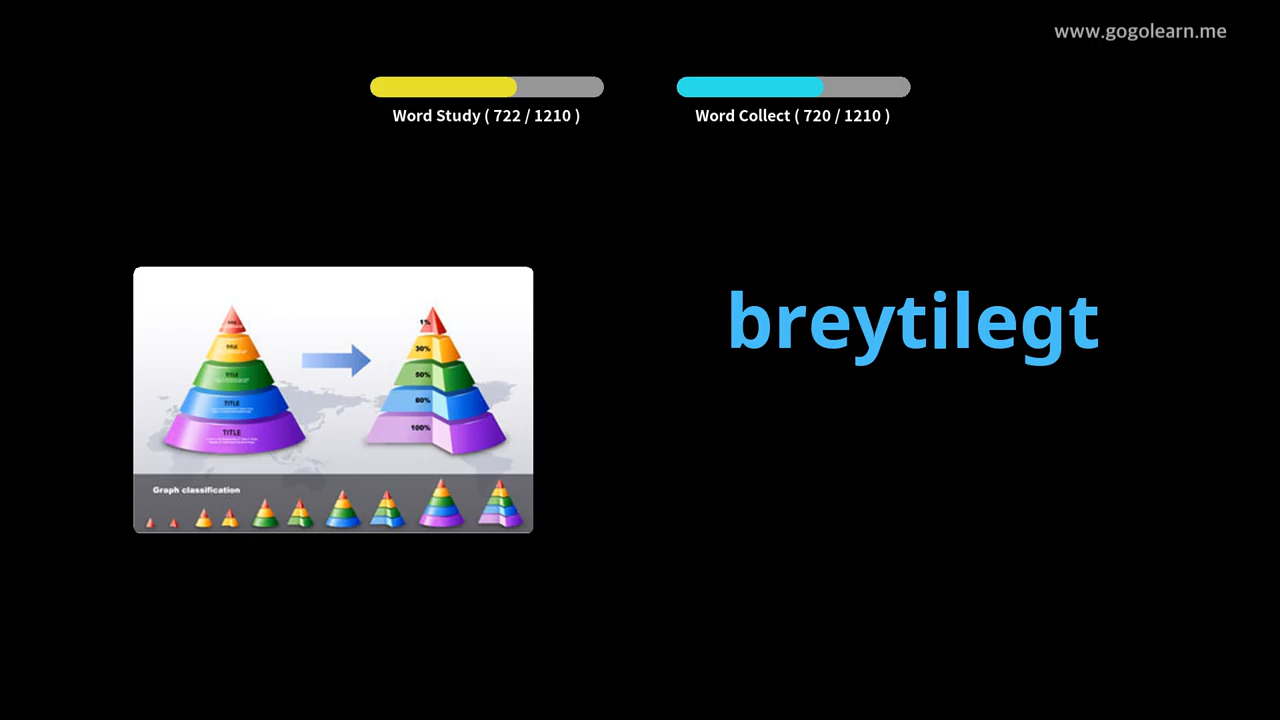 www.gogolearn.me
Word Study ( 722 / 1210 )
Word Collect ( 720 / 1210 )
breytilegt
TITLE
TITLE
TITLE
TITLE
1%
30%
50%
80%
100%
Graph classification